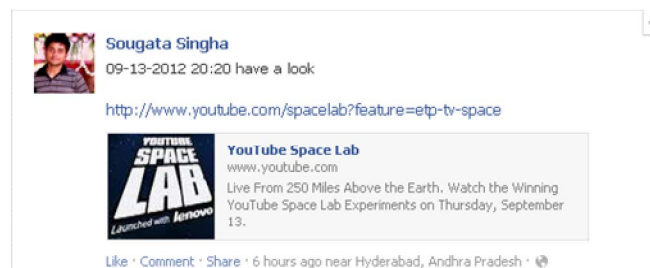 Sougata Singha
09-13-2012 20:20 have a look
http://www.youtube.com/spacelab?feature=etp-tv-space
YOUTUBE
SPACE
LAB
Launched with lenovo
YouTube Space Lab
www.youtube.com
Live From 250 Miles Above the Earth. Watch the Winning
YouTube Space Lab Experiments on Thursday, September
13.
Like · Comment · Share · 6 hours ago near Hyderabad, Andhra Pradesh ·